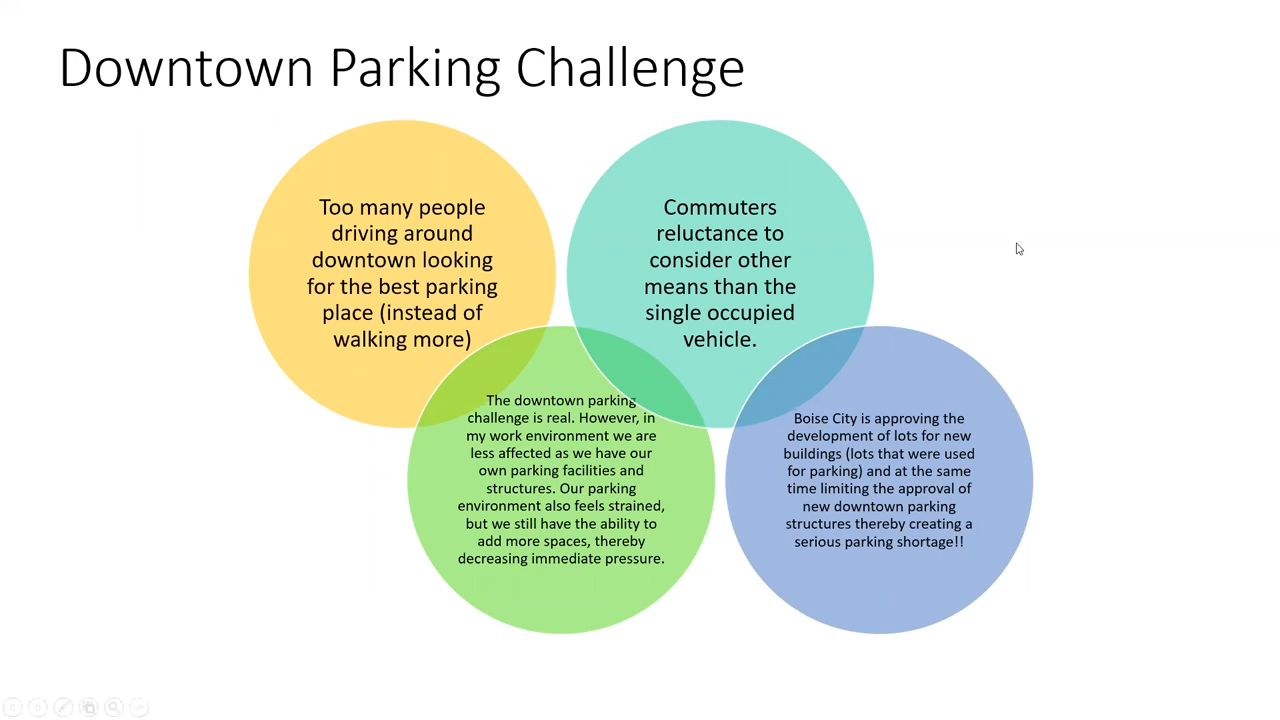 Downtown Parking Challenge
Too many people
driving around
downtown looking
for the best parking
place (instead of
walking more)
Commuters
reluctance to
consider other
means than the
single occupied
vehicle.
The downtown parking
challenge is real. However, in
my work environment we are
less affected as we have our
own parking facilities and
structures. Our parking
environment also feels strained,
but we still have the ability to
add more spaces, thereby
decreasing immediate pressure.
Boise City is approving the
development of lots for new
buildings (lots that were used
for parking) and at the same
time limiting the approval of
new downtown parking
structures thereby creating a
serious parking shortage!!